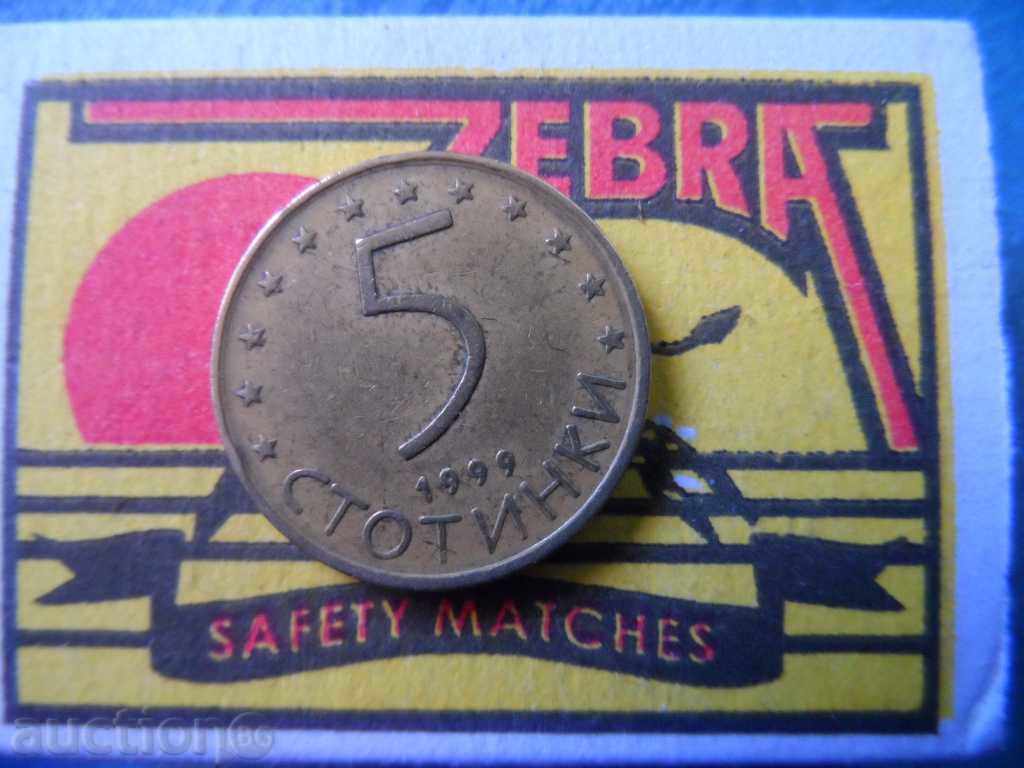 ZEBRA
5
1999
СТОТИНКИ
SAFETY MATCHES
auction BG